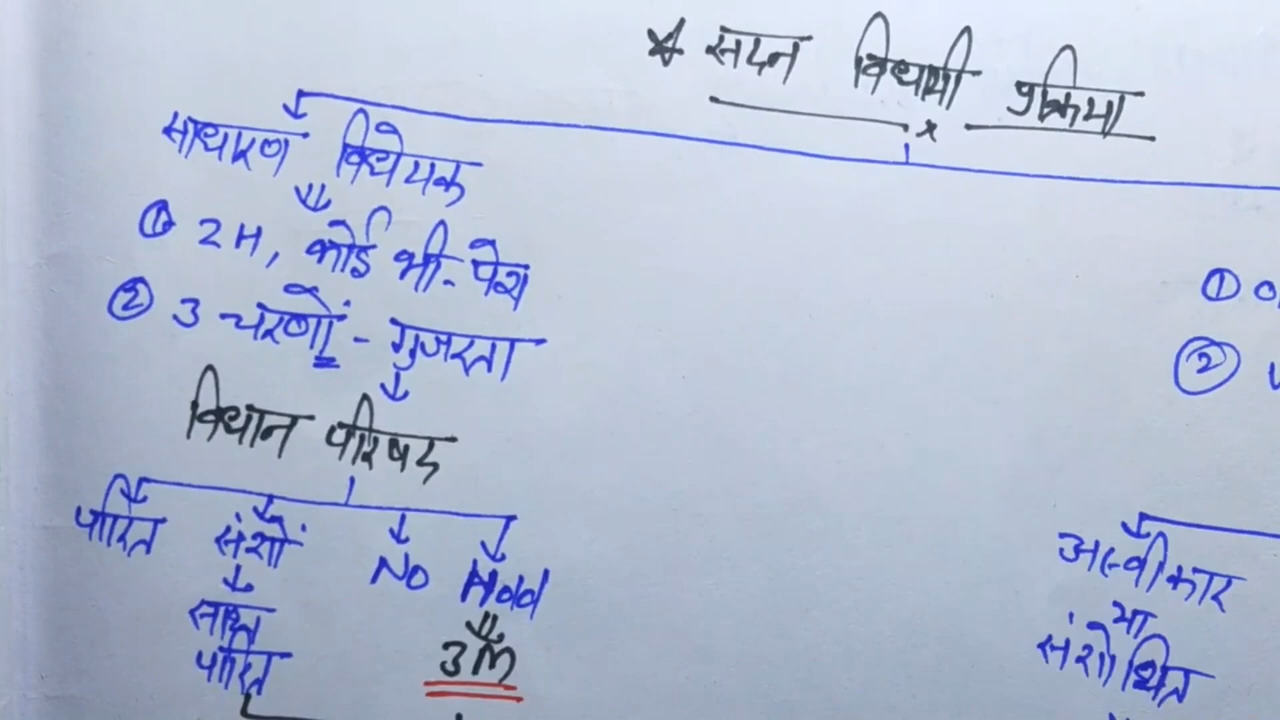 * सदन विधायी प्रक्रिया
साधारण विधेयक
① 2H, कोई भी - पेश
② 3 चरणों - गुजरता
विधान परिषद
पारित संशों No Hold
साथ
पारित
3M
①
②
अस्वीकार
या
संशोधित